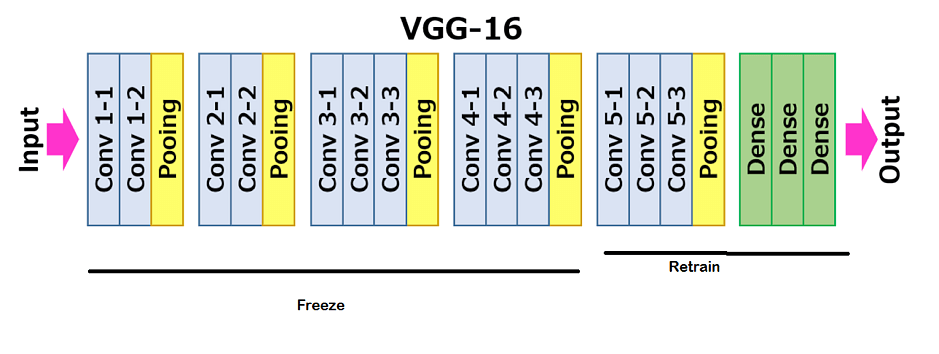 VGG-16
Input
Conv 1-1
Conv 1-2
Pooing
Conv 2-1
Conv 2-2
Pooing
Conv 3-1
Conv 3-2
Conv 3-3
Pooing
Conv 4-1
Conv 4-2
Conv 4-3
Pooing
Conv 5-1
Conv 5-2
Conv 5-3
Pooing
Dense
Dense
Dense
Output
Retrain
Freeze